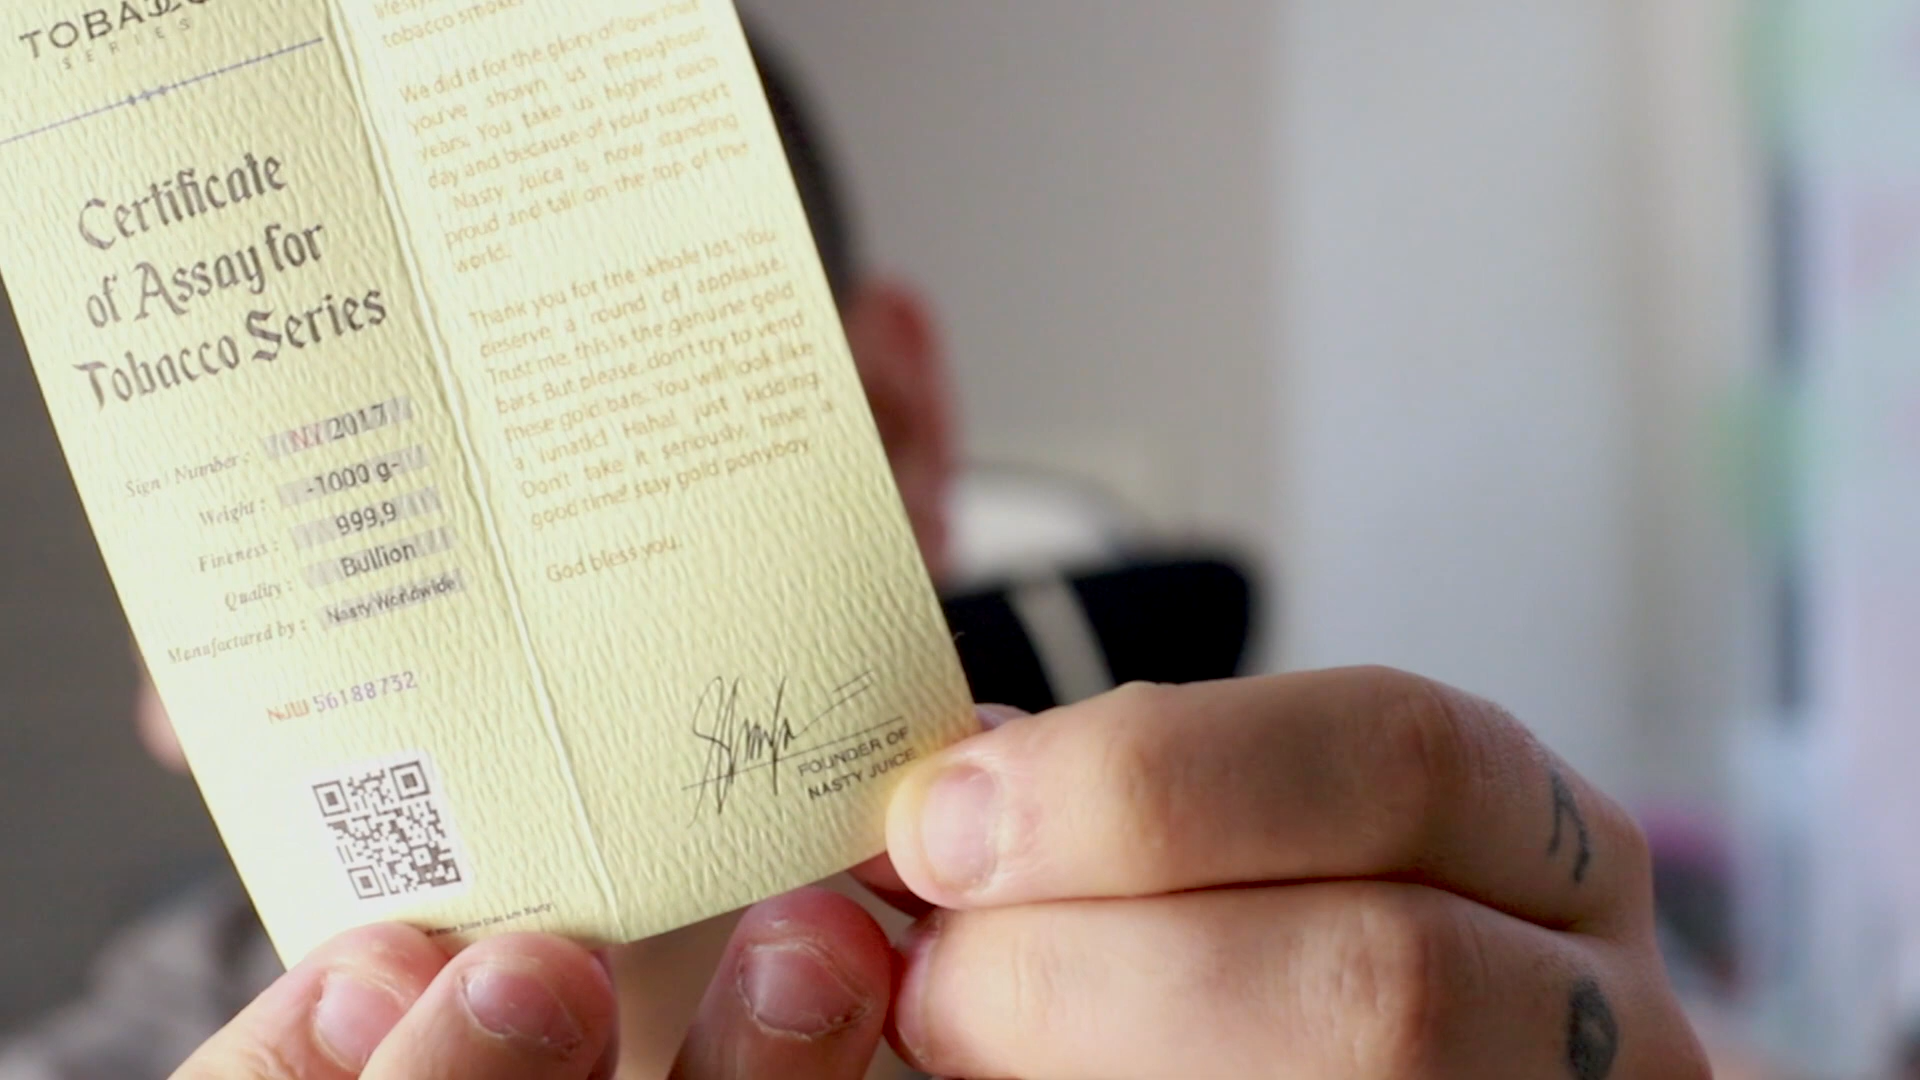 TOBACCO
SERIES
Certificate
of Assay for
Tobacco Series
Sign / Number : NJ/2017
Weight : -1000 g-
Fineness : 999,9
Quality : Bullion
Manufactured by : Nasty Worldwide
NJW 56188732
tobacco smoker
We did it for the glory of love that
you've shown us throughout
years. You take us higher each
day and because of your support
Nasty Juice is now standing
proud and tall on the top of the
world.
Thank you for the whole lot. You
deserve a round of applause.
Trust me, this is the genuine gold
bars. But please, don't try to vend
these gold bars. You will look like
a lunatic! Haha! just kidding.
Don't take it seriously, have a
good time! stay gold ponyboy
God bless you.
FOUNDER OF
NASTY JUICE